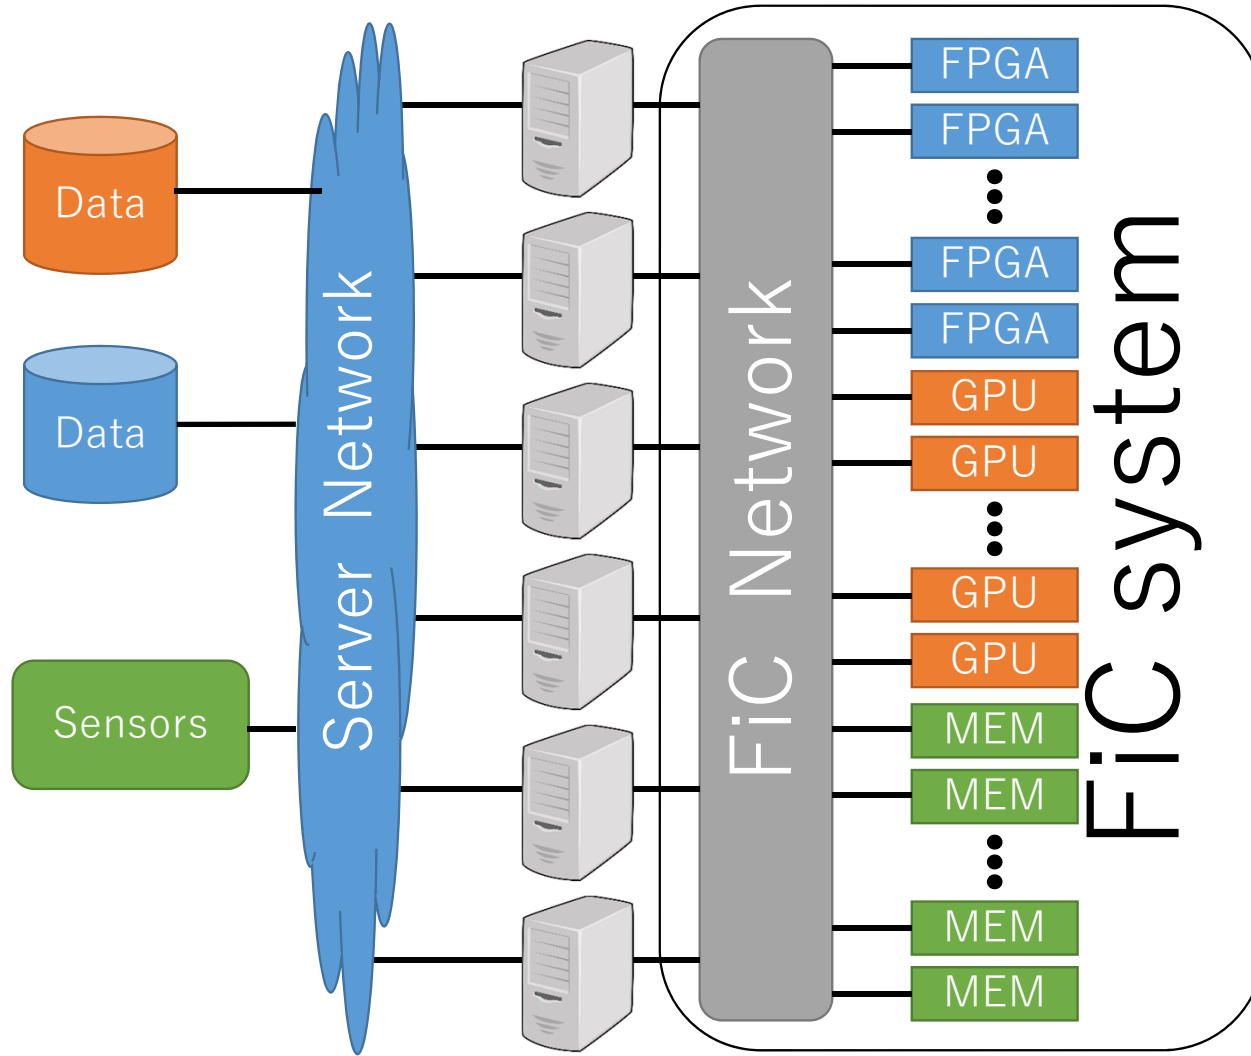 Data
Data
Sensors
Server Network
FiC Network
FPGA
FPGA
FPGA
FPGA
GPU
GPU
GPU
GPU
MEM
MEM
MEM
MEM
FiC system